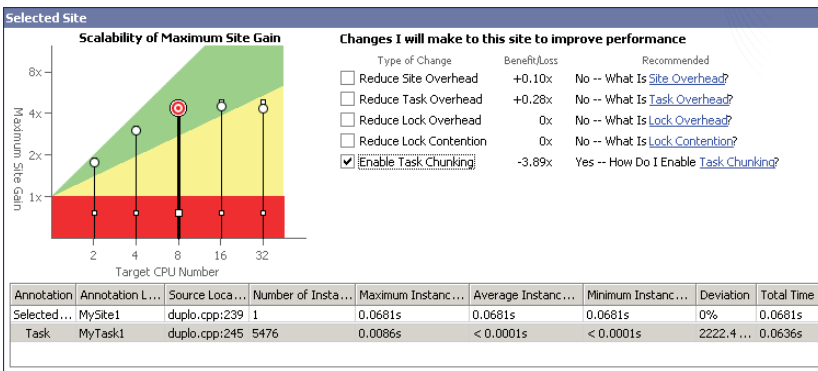 Selected Site
Scalability of Maximum Site Gain
Maximum Site Gain
8x
4x
2x
1x
2 4 8 16 32
Target CPU Number
Changes I will make to this site to improve performance
Type of Change Benefit/Loss Recommended
Reduce Site Overhead +0.10x No -- What Is Site Overhead?
Reduce Task Overhead +0.28x No -- What Is Task Overhead?
Reduce Lock Overhead 0x No -- What Is Lock Overhead?
Reduce Lock Contention 0x No -- What Is Lock Contention?
Enable Task Chunking -3.89x Yes -- How Do I Enable Task Chunking?
Annotation Annotation L... Source Loca... Number of Insta... Maximum Instanc... Average Instanc... Minimum Instanc... Deviation Total Time
Selected ... MySite1 duplo.cpp:239 1 0.0681s 0.0681s 0.0681s 0% 0.0681s
Task MyTask1 duplo.cpp:245 5476 0.0086s < 0.0001s < 0.0001s 2222.4 ... 0.0636s